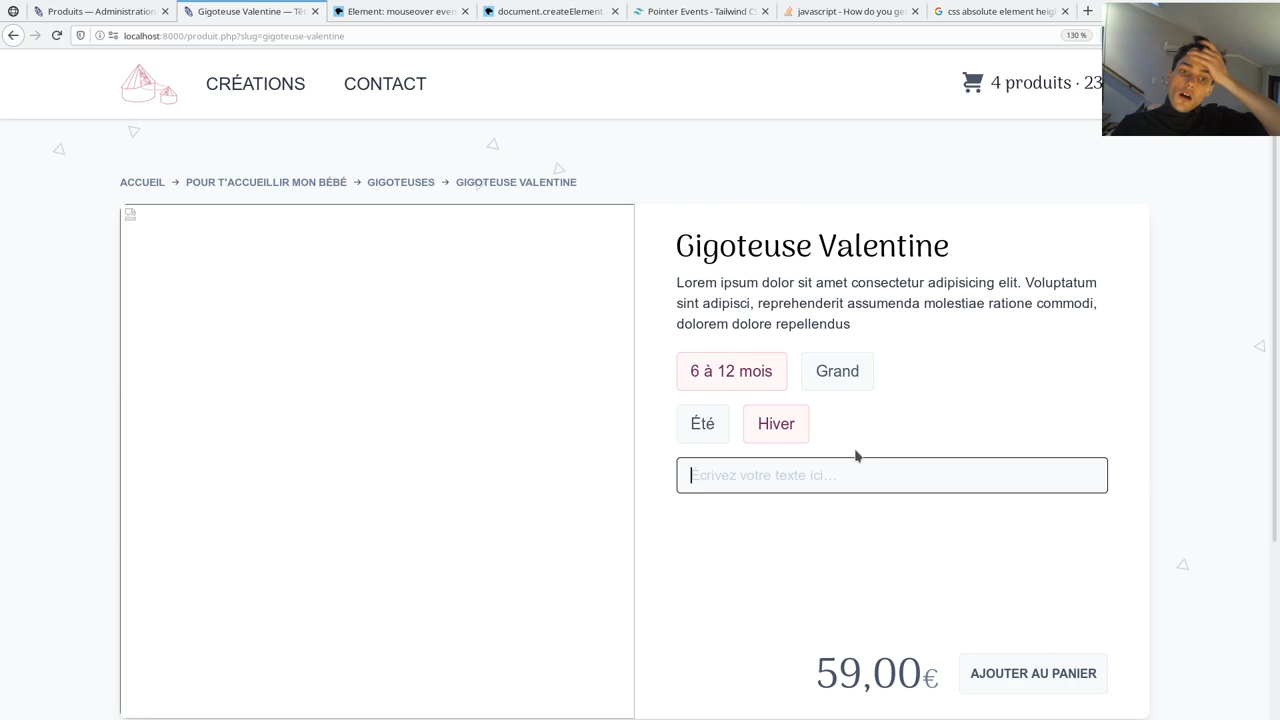 Produits — Administration
Gigoteuse Valentine — Têt
Element: mouseover even
document.createElement
Pointer Events - Tailwind C
javascript - How do you ge
css absolute element heig
localhost:8000/produit.php?slug=gigoteuse-valentine
130 %
CRÉATIONS
CONTACT
4 produits · 23
ACCUEIL → POUR T'ACCUEILLIR MON BÉBÉ → GIGOTEUSES → GIGOTEUSE VALENTINE
Gigoteuse Valentine
Lorem ipsum dolor sit amet consectetur adipisicing elit. Voluptatum
sint adipisci, reprehenderit assumenda molestiae ratione commodi,
dolorem dolore repellendus
6 à 12 mois
Grand
Été
Hiver
Écrivez votre texte ici…
59,00€
AJOUTER AU PANIER